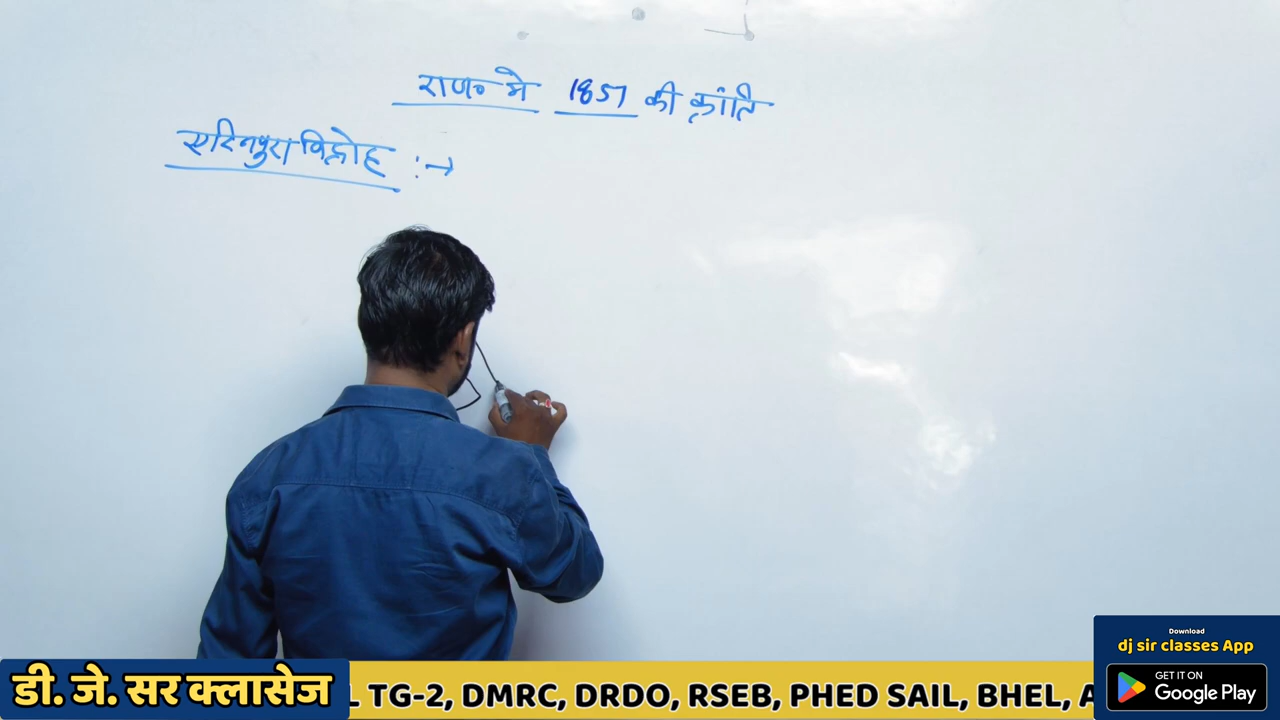 राज० मे 1857 की क्रांति
एरिनपुरा विद्रोह :→
डी. जे. सर क्लासेज
L TG-2, DMRC, DRDO, RSEB, PHED SAIL, BHEL, A
Download
dj sir classes App
GET IT ON
Google Play